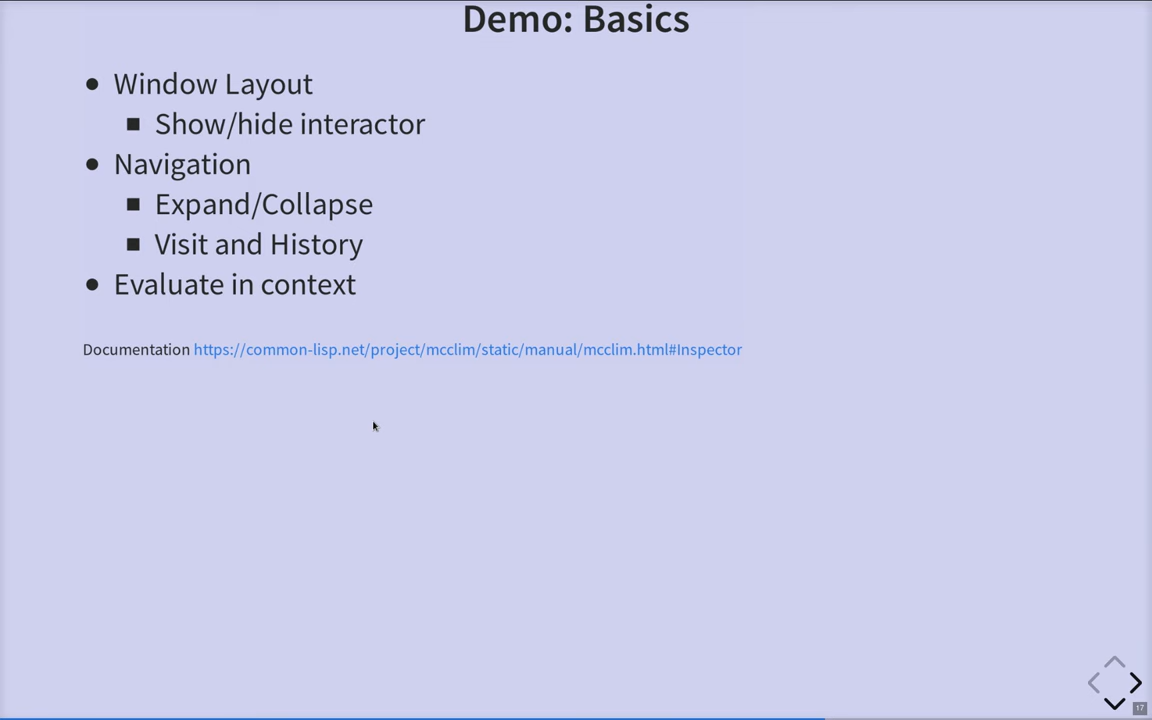 Demo: Basics
Window Layout
Show/hide interactor
Navigation
Expand/Collapse
Visit and History
Evaluate in context
Documentation https://common-lisp.net/project/mcclim/static/manual/mcclim.html#Inspector
17